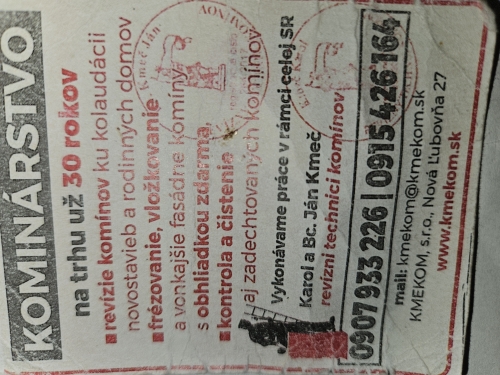 KOMINÁRSTVO
na trhu už 30 rokov
revízie komínov ku kolaudácii
novostavieb a rodinných domov
frézovanie, vložkovanie
a vonkajšie fasádne komíny
s obhliadkou zdarma
kontrola a čistenie
aj zadechtovaných komínov
Vykonávame práce v rámci celej SR
Karol a Bc. Ján Kmeč
revízni technici komínov
0907 933 226 | 0915 426 164
mail: kmekom@kmekom.sk
KMEKOM, s.r.o., Nová Ľubovňa 27
www.kmekom.sk
Kmeč Ján